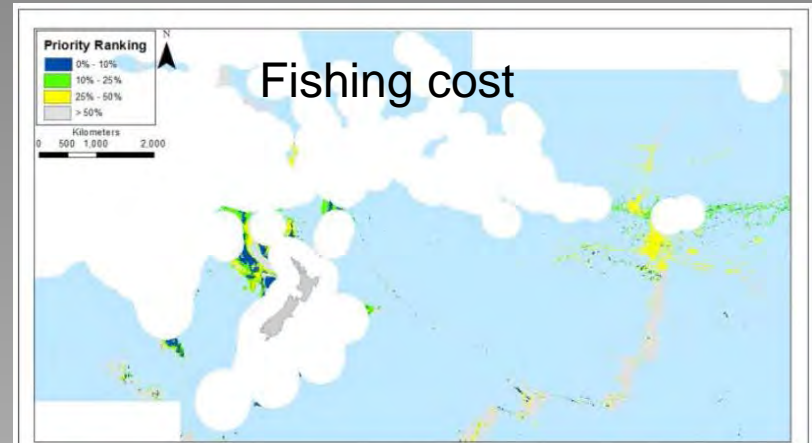 Priority Ranking
0% - 10%
10% - 25%
25% - 50%
> 50%
Kilometers
0 500 1,000 2,000
N
Fishing cost